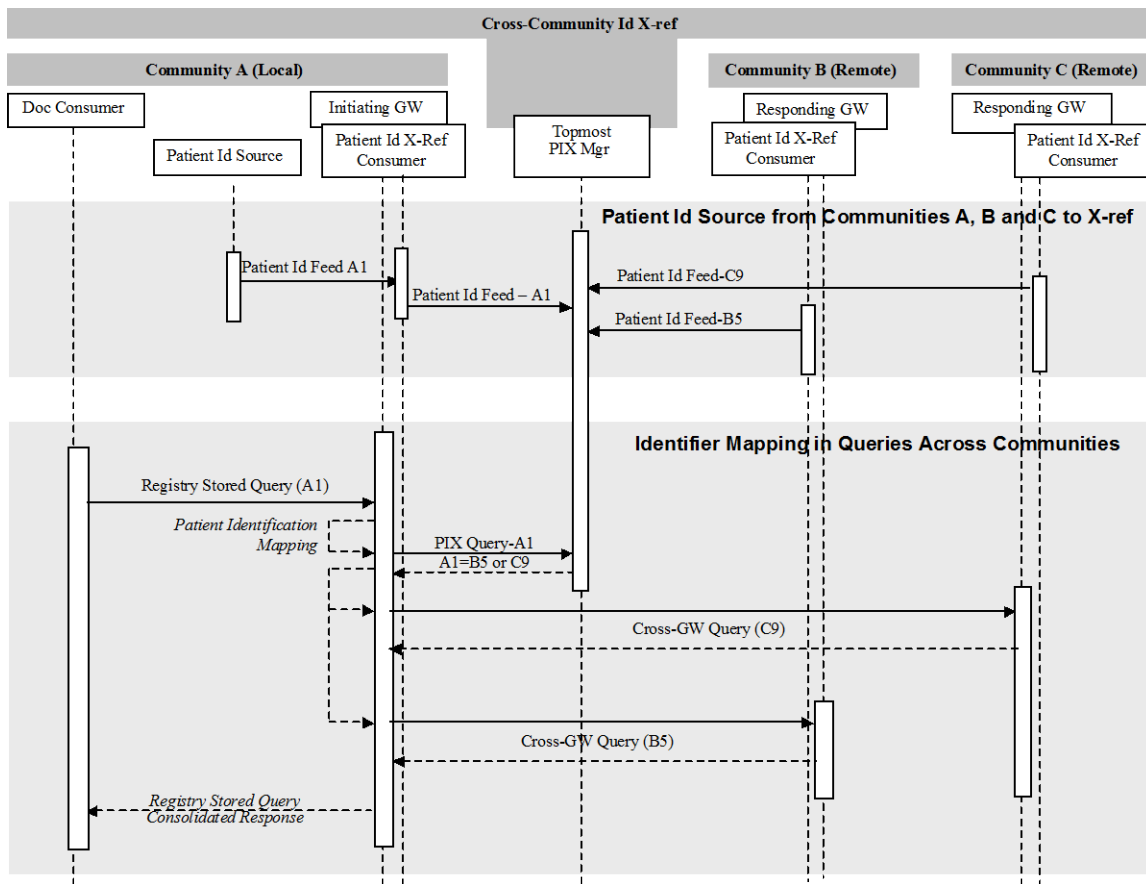 Cross-Community Id X-ref
Community A (Local)
Community B (Remote)
Community C (Remote)
Doc Consumer
Initiating GW
Responding GW
Responding GW
Patient Id Source
Patient Id X-Ref
Consumer
Topmost
PIX Mgr
Patient Id X-Ref
Consumer
Patient Id X-Ref
Consumer
Patient Id Source from Communities A, B and C to X-ref
Patient Id Feed A1
Patient Id Feed-C9
Patient Id Feed – A1
Patient Id Feed-B5
Identifier Mapping in Queries Across Communities
Registry Stored Query (A1)
Patient Identification
Mapping
PIX Query-A1
A1=B5 or C9
Cross-GW Query (C9)
Cross-GW Query (B5)
Registry Stored Query
Consolidated Response